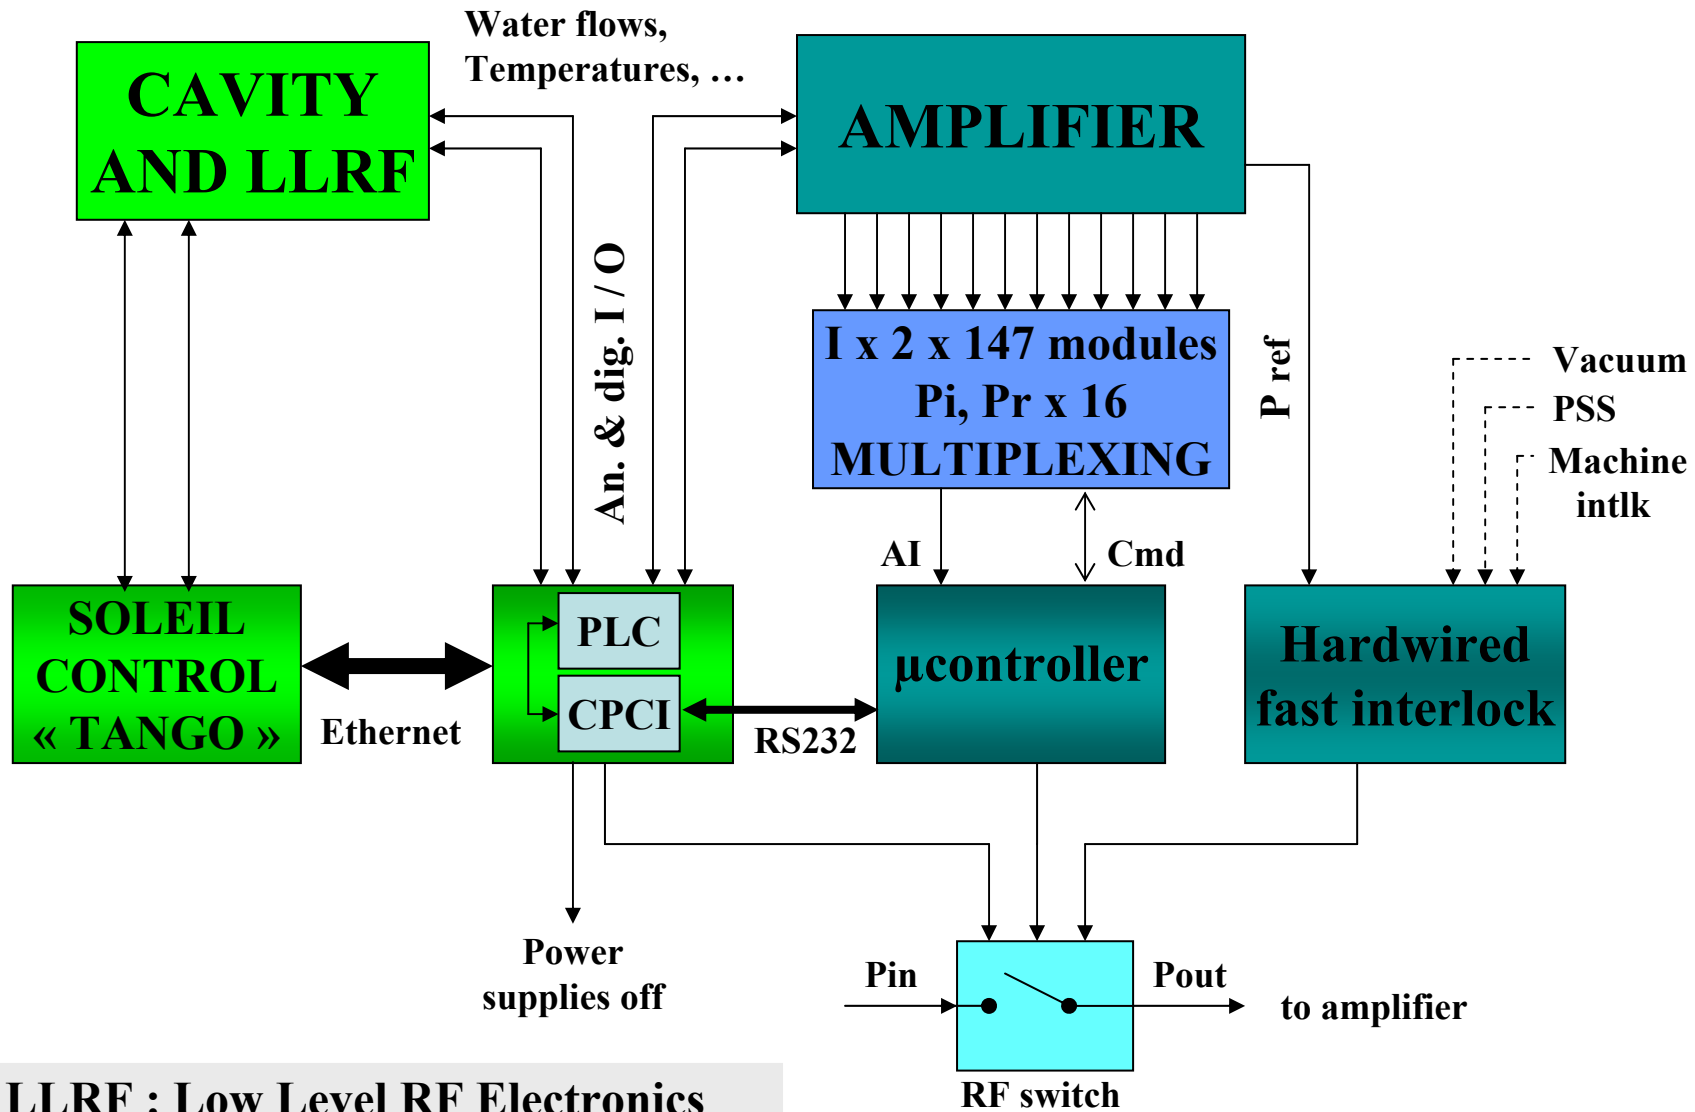 Water flows,
Temperatures, …
CAVITY
AND LLRF
AMPLIFIER
An. & dig. I / O
I x 2 x 147 modules
Pi, Pr x 16
MULTIPLEXING
P ref
Vacuum
PSS
Machine
intlk
AI
Cmd
SOLEIL
CONTROL
« TANGO »
Ethernet
PLC
CPCI
RS232
µcontroller
Hardwired
fast interlock
Power
supplies off
Pin
Pout
to amplifier
RF switch
LLRF : Low Level RF Electronics